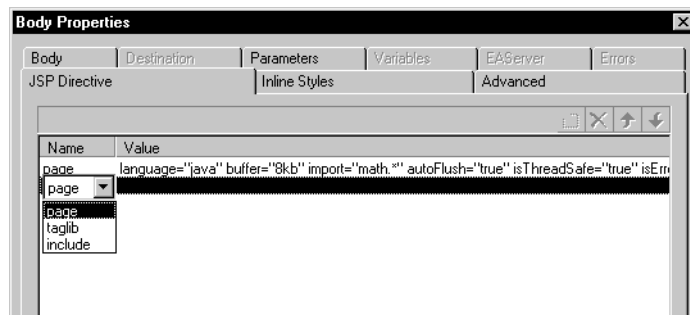 Body Properties
Body Destination Parameters Variables EAServer Errors
JSP Directive Inline Styles Advanced
Name Value
page language="java" buffer="8kb" import="math.*" autoFlush="true" isThreadSafe="true" isErr
page
page
taglib
include